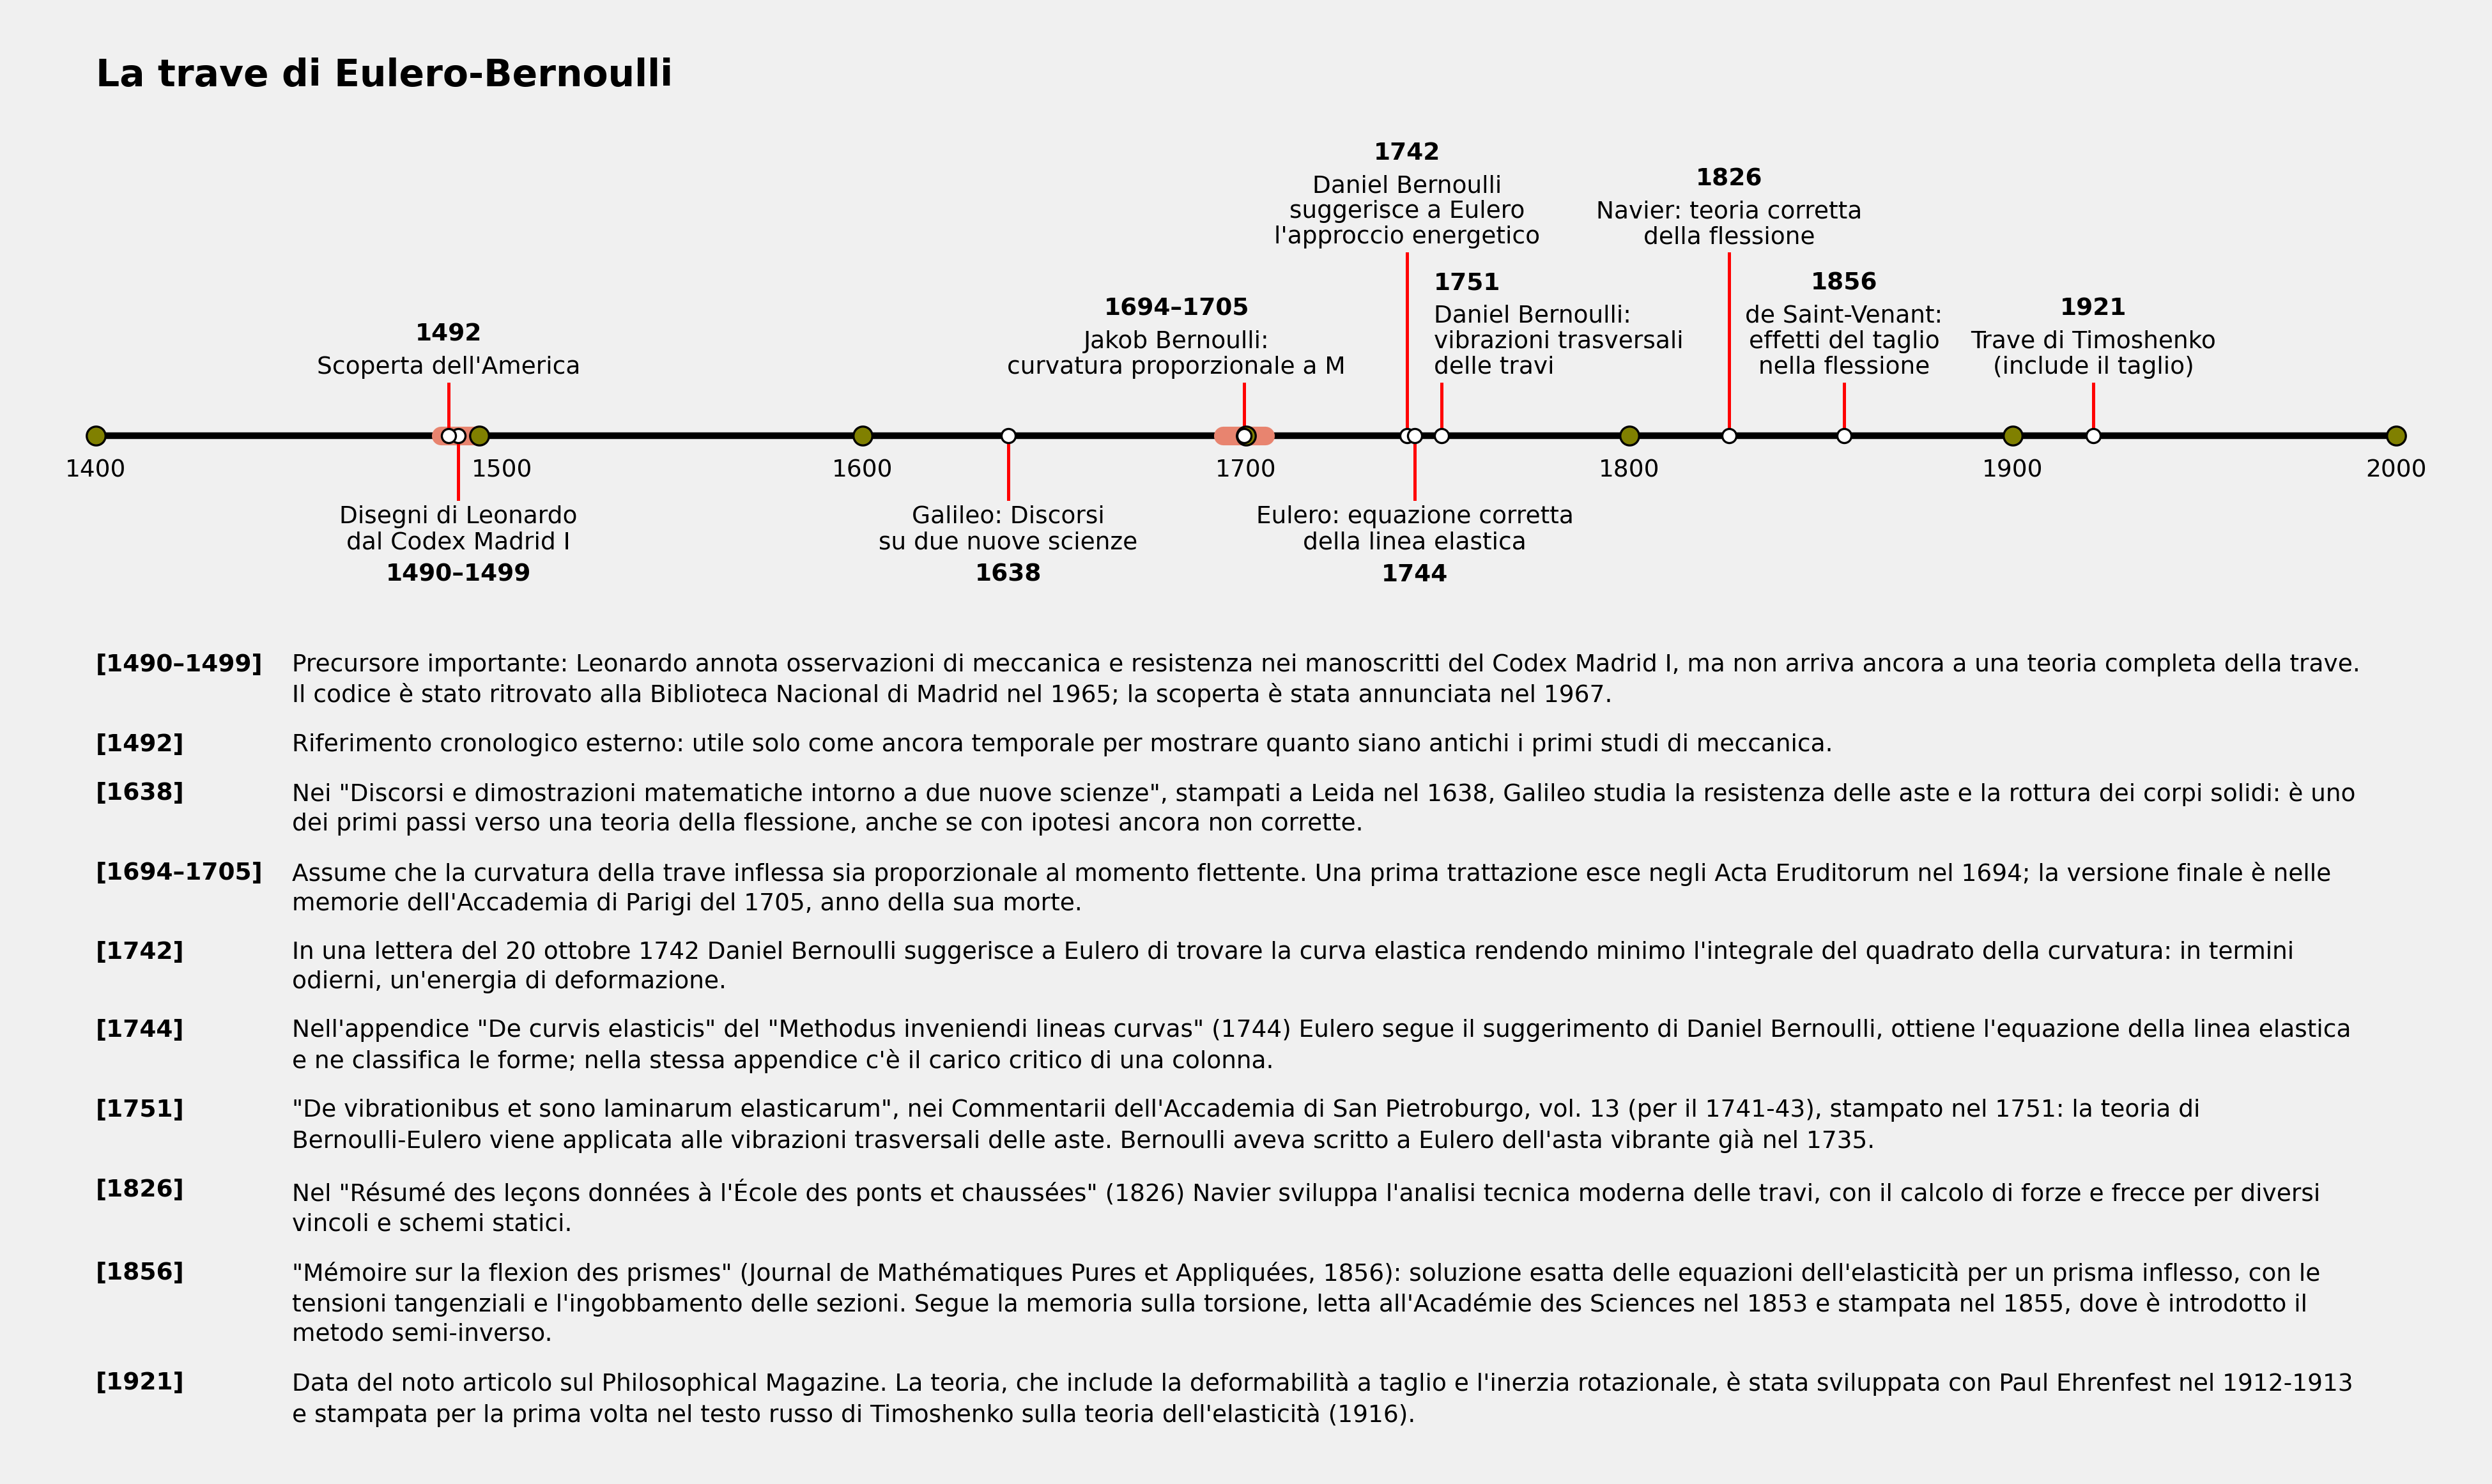 La trave di Eulero-Bernoulli
1742
Daniel Bernoulli
suggerisce a Eulero
l'approccio energetico
1826
Navier: teoria corretta
della flessione
1751
Daniel Bernoulli:
vibrazioni trasversali
delle travi
1856
de Saint-Venant:
effetti del taglio
nella flessione
1694–1705
Jakob Bernoulli:
curvatura proporzionale a M
1921
Trave di Timoshenko
(include il taglio)
1492
Scoperta dell'America
1400
1500
1600
1700
1800
1900
2000
Disegni di Leonardo
dal Codex Madrid I
1490–1499
Galileo: Discorsi
su due nuove scienze
1638
Eulero: equazione corretta
della linea elastica
1744
[1490–1499] Precursore importante: Leonardo annota osservazioni di meccanica e resistenza nei manoscritti del Codex Madrid I, ma non arriva ancora a una teoria completa della trave.
Il codice è stato ritrovato alla Biblioteca Nacional di Madrid nel 1965; la scoperta è stata annunciata nel 1967.
[1492] Riferimento cronologico esterno: utile solo come ancora temporale per mostrare quanto siano antichi i primi studi di meccanica.
[1638] Nei "Discorsi e dimostrazioni matematiche intorno a due nuove scienze", stampati a Leida nel 1638, Galileo studia la resistenza delle aste e la rottura dei corpi solidi: è uno
dei primi passi verso una teoria della flessione, anche se con ipotesi ancora non corrette.
[1694–1705] Assume che la curvatura della trave inflessa sia proporzionale al momento flettente. Una prima trattazione esce negli Acta Eruditorum nel 1694; la versione finale è nelle
memorie dell'Accademia di Parigi del 1705, anno della sua morte.
[1742] In una lettera del 20 ottobre 1742 Daniel Bernoulli suggerisce a Eulero di trovare la curva elastica rendendo minimo l'integrale del quadrato della curvatura: in termini
odierni, un'energia di deformazione.
[1744] Nell'appendice "De curvis elasticis" del "Methodus inveniendi lineas curvas" (1744) Eulero segue il suggerimento di Daniel Bernoulli, ottiene l'equazione della linea elastica
e ne classifica le forme; nella stessa appendice c'è il carico critico di una colonna.
[1751] "De vibrationibus et sono laminarum elasticarum", nei Commentarii dell'Accademia di San Pietroburgo, vol. 13 (per il 1741-43), stampato nel 1751: la teoria di
Bernoulli-Eulero viene applicata alle vibrazioni trasversali delle aste. Bernoulli aveva scritto a Eulero dell'asta vibrante già nel 1735.
[1826] Nel "Résumé des leçons données à l'École des ponts et chaussées" (1826) Navier sviluppa l'analisi tecnica moderna delle travi, con il calcolo di forze e frecce per diversi
vincoli e schemi statici.
[1856] "Mémoire sur la flexion des prismes" (Journal de Mathématiques Pures et Appliquées, 1856): soluzione esatta delle equazioni dell'elasticità per un prisma inflesso, con le
tensioni tangenziali e l'ingobbamento delle sezioni. Segue la memoria sulla torsione, letta all'Académie des Sciences nel 1853 e stampata nel 1855, dove è introdotto il
metodo semi-inverso.
[1921] Data del noto articolo sul Philosophical Magazine. La teoria, che include la deformabilità a taglio e l'inerzia rotazionale, è stata sviluppata con Paul Ehrenfest nel 1912-1913
e stampata per la prima volta nel testo russo di Timoshenko sulla teoria dell'elasticità (1916).